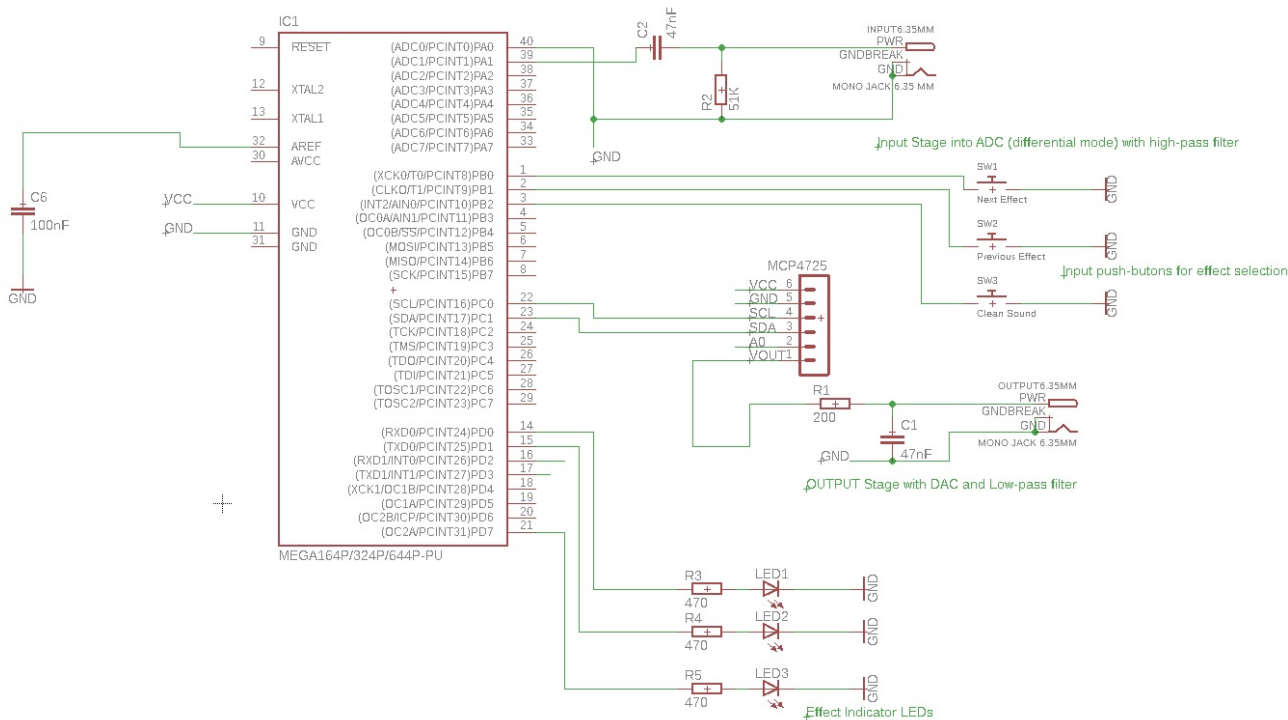 IC1
9 RESET
12 XTAL2
13 XTAL1
32 AREF
30 AVCC
VCC 10 VCC
GND 11 GND
31 GND
C6
100nF
GND
(ADC0/PCINT0)PA0 40
(ADC1/PCINT1)PA1 39
(ADC2/PCINT2)PA2 38
(ADC3/PCINT3)PA3 37
(ADC4/PCINT4)PA4 36
(ADC5/PCINT5)PA5 35
(ADC6/PCINT6)PA6 34
(ADC7/PCINT7)PA7 33
(XCK0/T0/PCINT8)PB0 1
(CLKO/T1/PCINT9)PB1 2
(INT2/AIN0/PCINT10)PB2 3
(OC0A/AIN1/PCINT11)PB3 4
(OC0B/SS/PCINT12)PB4 5
(MOSI/PCINT13)PB5 6
(MISO/PCINT14)PB6 7
(SCK/PCINT15)PB7 8
(SCL/PCINT16)PC0 22
(SDA/PCINT17)PC1 23
(TCK/PCINT18)PC2 24
(TMS/PCINT19)PC3 25
(TDO/PCINT20)PC4 26
(TDI/PCINT21)PC5 27
(TOSC1/PCINT22)PC6 28
(TOSC2/PCINT23)PC7 29
(RXD0/PCINT24)PD0 14
(TXD0/PCINT25)PD1 15
(RXD1/INT0/PCINT26)PD2 16
(TXD1/INT1/PCINT27)PD3 17
(XCK1/OC1B/PCINT28)PD4 18
(OC1A/PCINT29)PD5 19
(OC2B/ICP/PCINT30)PD6 20
(OC2A/PCINT31)PD7 21
MEGA164P/324P/644P-PU
C2
47nF
R2
51K
GND
INPUT6.35MM
PWR
GNDBREAK
GND
MONO JACK 6.35 MM
Input Stage into ADC (differential mode) with high-pass filter
SW1
Next Effect
GND
SW2
Previous Effect
GND
Input push-butons for effect selection
SW3
Clean Sound
GND
MCP4725
VCC 6
GND 5
SCL 4
SDA 3
A0 2
VOUT 1
R1
200
C1
47nF
GND
OUTPUT6.35MM
PWR
GNDBREAK
GND
MONO JACK 6.35MM
OUTPUT Stage with DAC and Low-pass filter
R3
470
LED1
GND
R4
470
LED2
GND
R5
470
LED3
GND
Effect Indicator LEDs